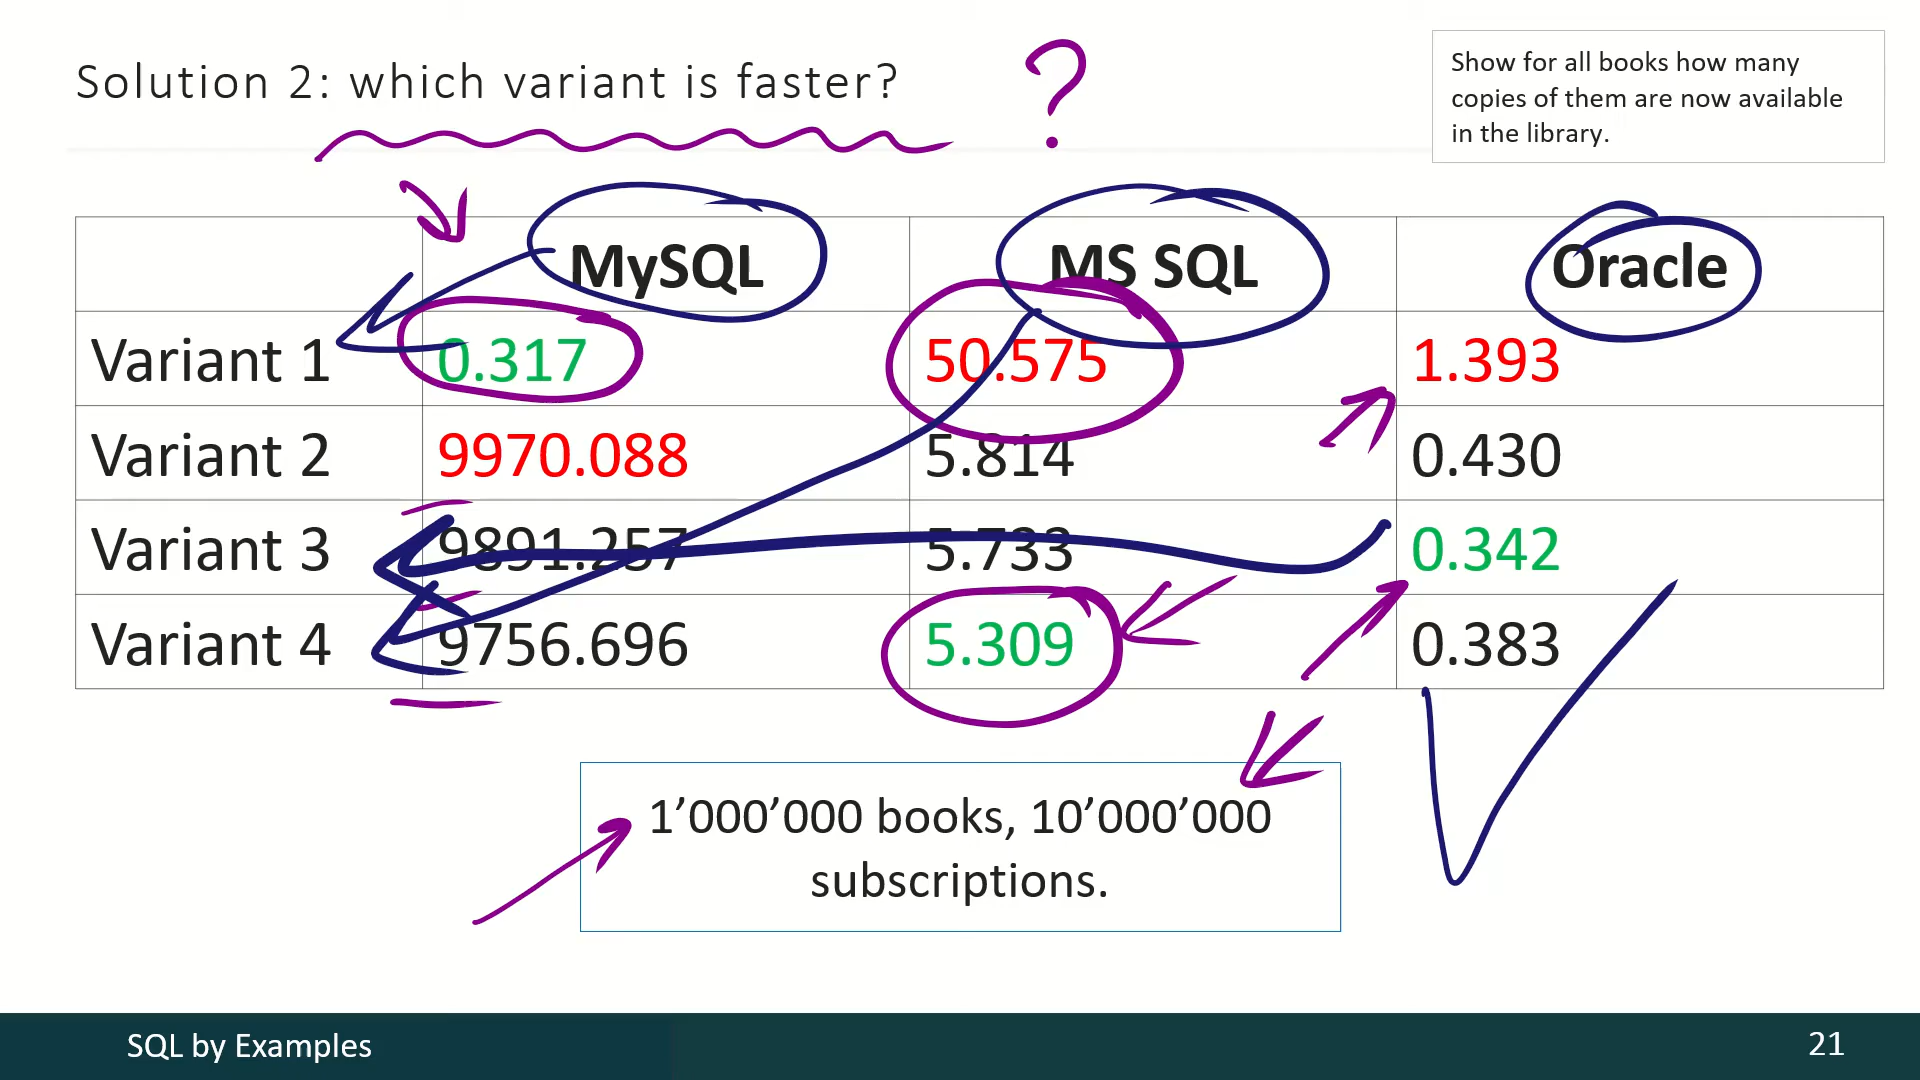 Solution 2: which variant is faster?
?
Show for all books how many
copies of them are now available
in the library.
MySQL MS SQL Oracle
Variant 1 0.317 50.575 1.393
Variant 2 9970.088 5.814 0.430
Variant 3 9891.257 5.733 0.342
Variant 4 9756.696 5.309 0.383
1’000’000 books, 10’000’000
subscriptions.
SQL by Examples 21